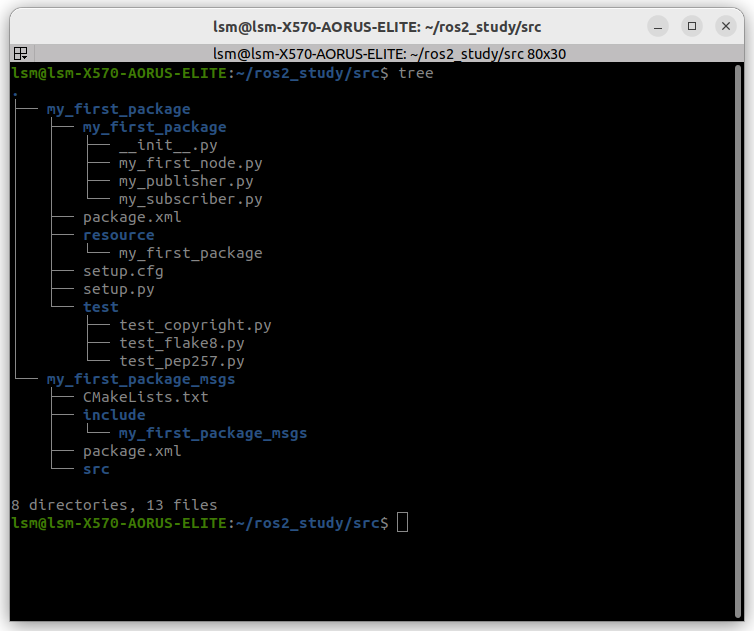 lsm@lsm-X570-AORUS-ELITE: ~/ros2_study/src
lsm@lsm-X570-AORUS-ELITE: ~/ros2_study/src 80x30
lsm@lsm-X570-AORUS-ELITE:~/ros2_study/src$ tree
.
├── my_first_package
│   ├── my_first_package
│   │   ├── __init__.py
│   │   ├── my_first_node.py
│   │   ├── my_publisher.py
│   │   └── my_subscriber.py
│   ├── package.xml
│   ├── resource
│   │   └── my_first_package
│   ├── setup.cfg
│   ├── setup.py
│   └── test
│       ├── test_copyright.py
│       ├── test_flake8.py
│       └── test_pep257.py
└── my_first_package_msgs
    ├── CMakeLists.txt
    ├── include
    │   └── my_first_package_msgs
    ├── package.xml
    └── src
8 directories, 13 files
lsm@lsm-X570-AORUS-ELITE:~/ros2_study/src$